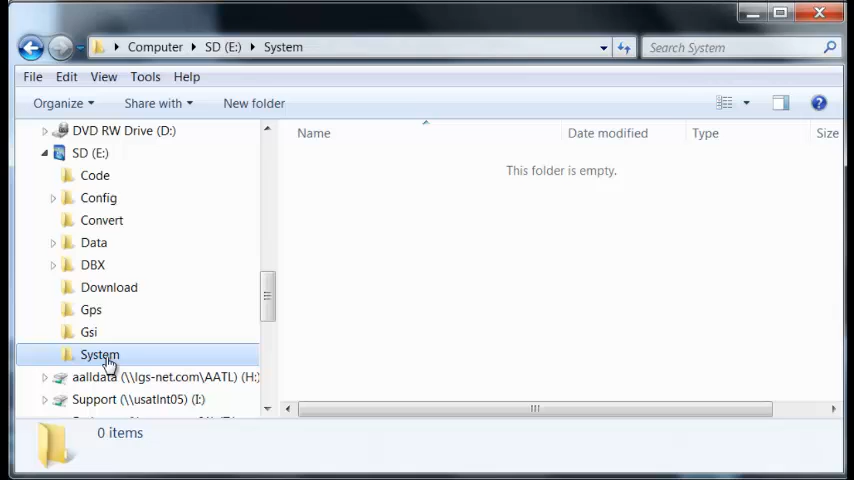 Computer SD (E:) System
Search System
File Edit View Tools Help
Organize Share with New folder
DVD RW Drive (D:)
SD (E:)
Code
Config
Convert
Data
DBX
Download
Gps
Gsi
System
aalldata (\\lgs-net.com\AATL) (H:)
Support (\\usatlnt05) (I:)
Name Date modified Type Size
This folder is empty.
0 items